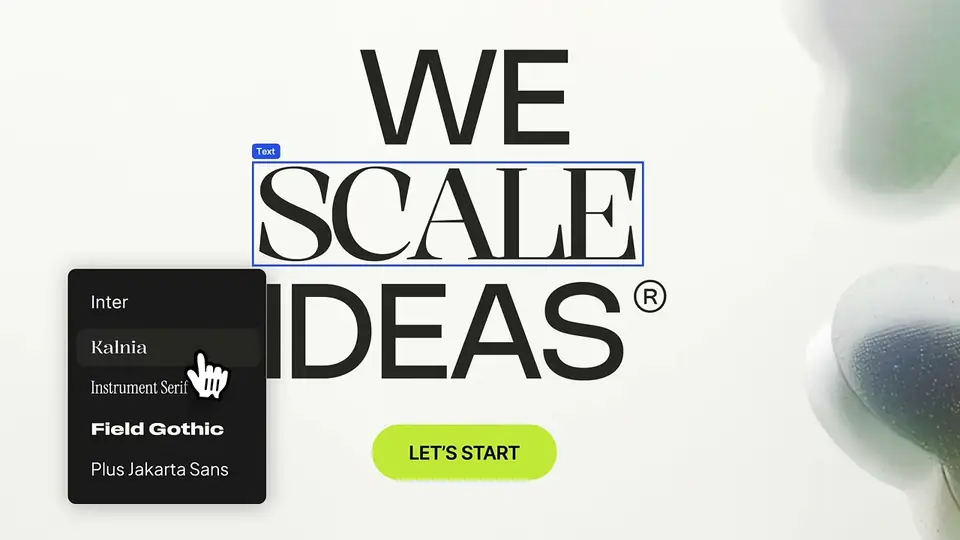 WE
Text
SCALE
IDEAS®
Inter
Kalnia
Instrument Serif
Field Gothic
Plus Jakarta Sans
LET’S START